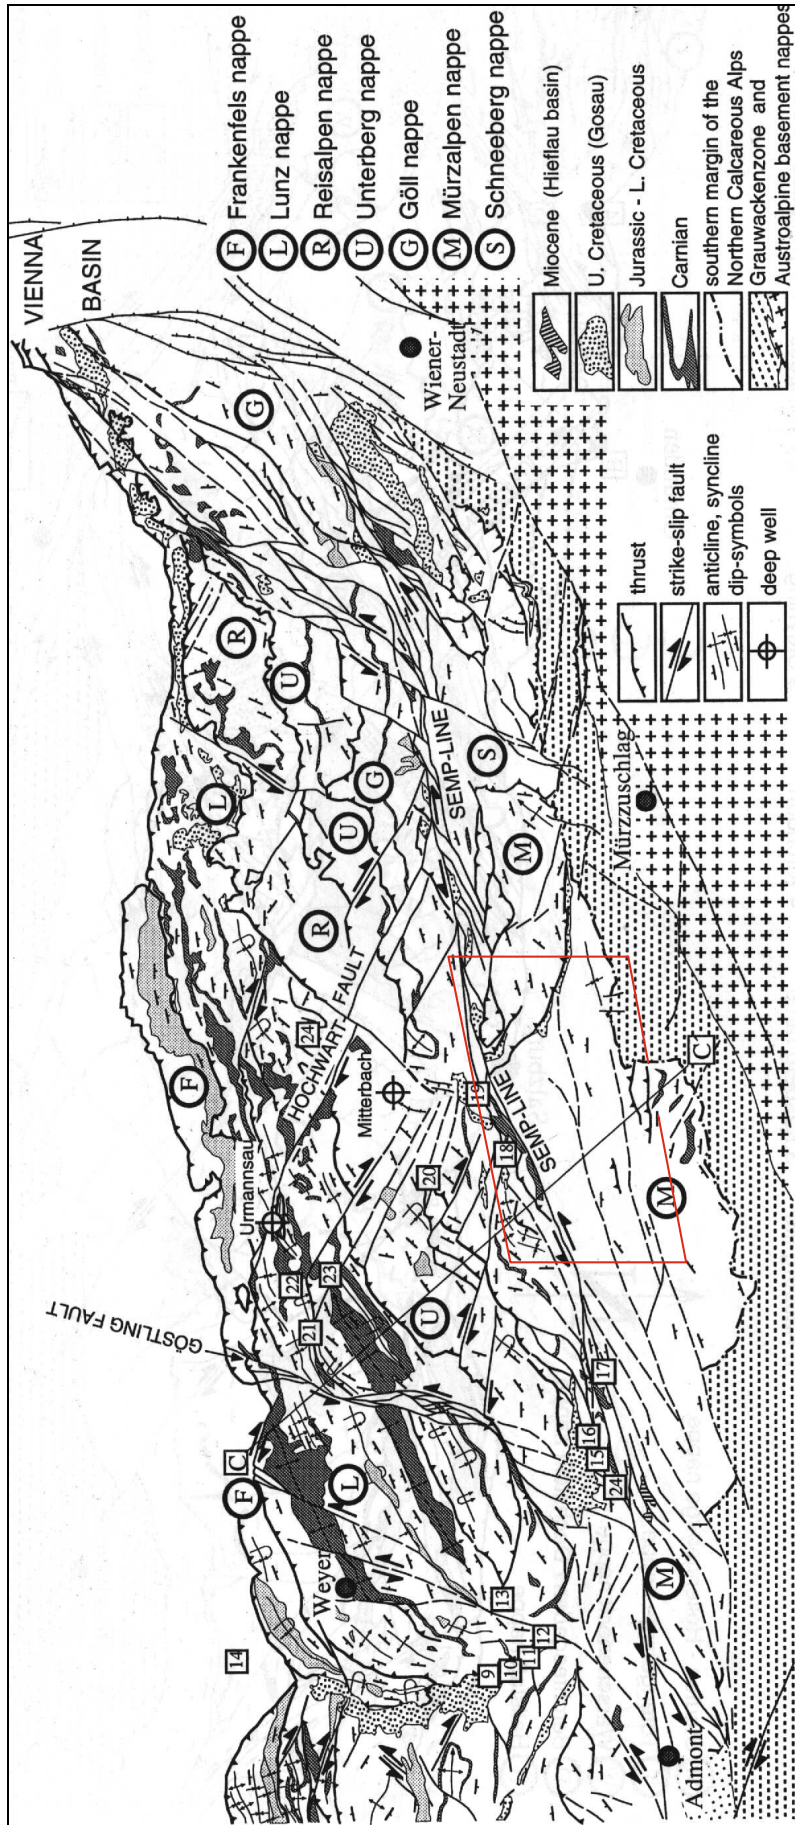 VIENNA
BASIN
F Frankenfels nappe
L Lunz nappe
R Reisalpen nappe
U Unterberg nappe
G Göll nappe
M Mürzalpen nappe
S Schneeberg nappe
Miocene (Hieflau basin)
U. Cretaceous (Gosau)
Jurassic - L. Cretaceous
Carnian
southern margin of the
Northern Calcareous Alps
Grauwackenzone and
Austroalpine basement nappes
thrust
strike-slip fault
anticline, syncline
dip-symbols
deep well
Wiener-
Neustadt
G
R
U
L
G
U
R
S
M
SEMP-LINE
Mürzzuschlag
F
24
HOCHWART-FAULT
Mitterbach
Urmannsau
19
18
SEMP-LINE
20
C
M
22
23
21
U
GÖSTLING FAULT
17
16
15
24
C
F
L
Weyer
13
12
11
10
9
14
M
Admont